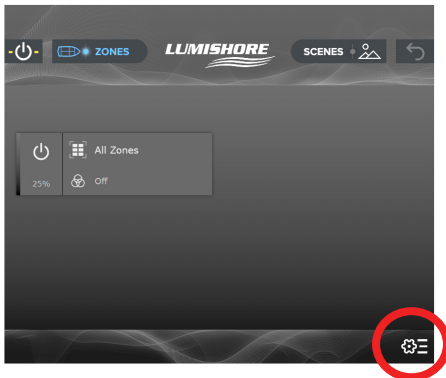 ZONES
LUMISHORE
SCENES
All Zones
25%
Off